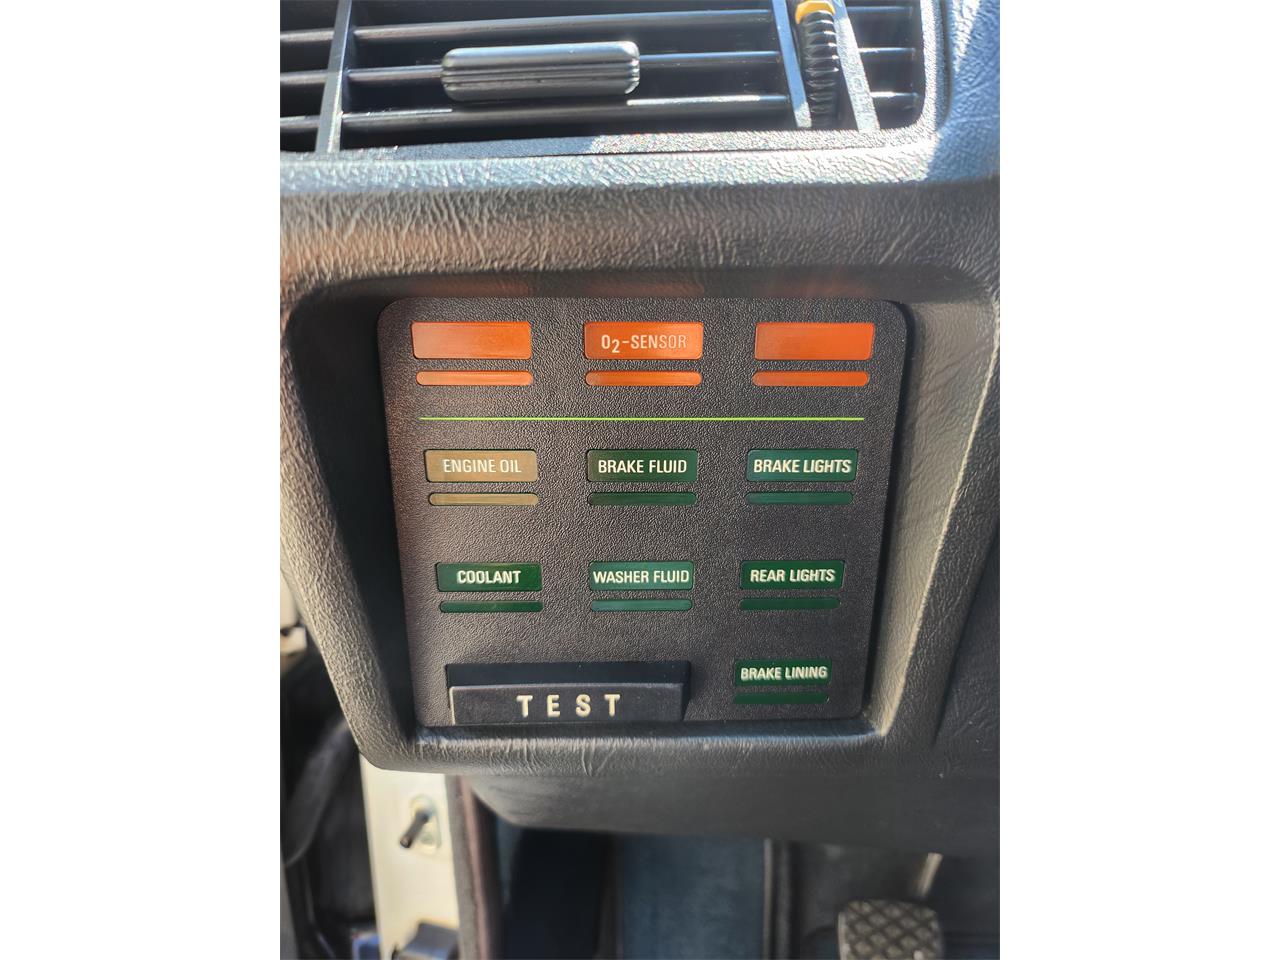 O2-SENSOR
ENGINE OIL BRAKE FLUID BRAKE LIGHTS
COOLANT WASHER FLUID REAR LIGHTS
BRAKE LINING
TEST